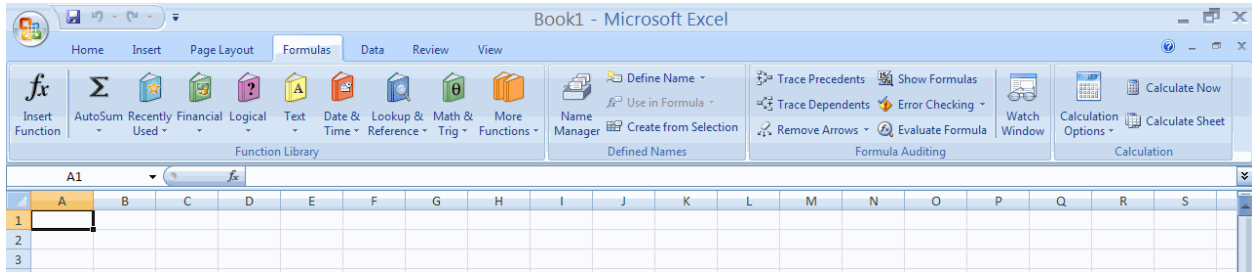 Book1 - Microsoft Excel
Home Insert Page Layout Formulas Data Review View
fx Σ ? A θ
Insert Function AutoSum Recently Used Financial Logical Text Date & Time Lookup & Reference Math & Trig More Functions
Function Library
Name Manager
Define Name
Use in Formula
Create from Selection
Defined Names
Trace Precedents Show Formulas
Trace Dependents Error Checking
Remove Arrows Evaluate Formula
Watch Window
Formula Auditing
Calculation Options
Calculate Now
Calculate Sheet
Calculation
A1 fx
A B C D E F G H I J K L M N O P Q R S
1
2
3